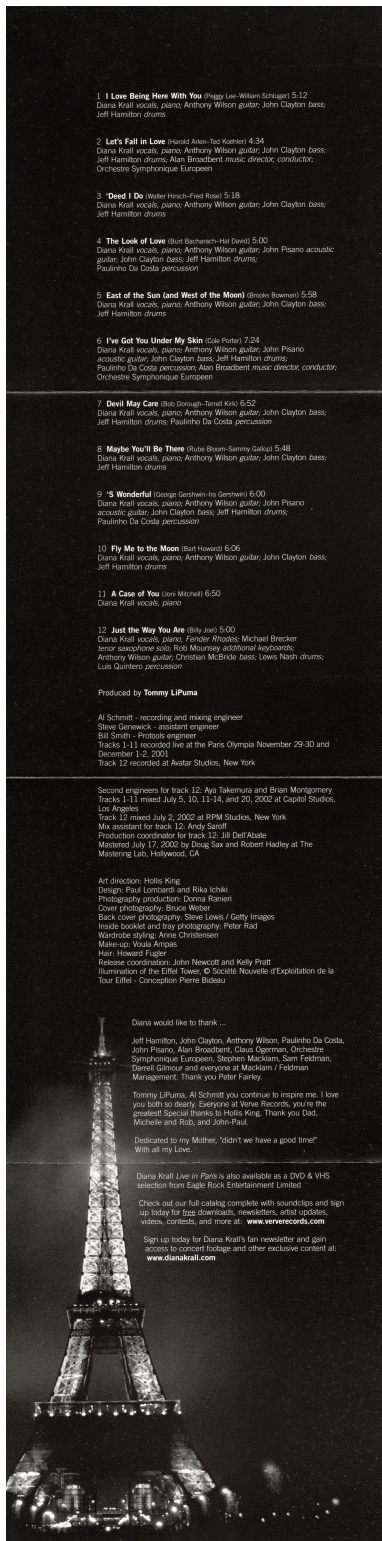 1 I Love Being Here With You (Peggy Lee–William Schluger) 5:12
Diana Krall vocals, piano; Anthony Wilson guitar; John Clayton bass;
Jeff Hamilton drums
2 Let's Fall in Love (Harold Arlen–Ted Koehler) 4:34
Diana Krall vocals, piano; Anthony Wilson guitar; John Clayton bass;
Jeff Hamilton drums; Alan Broadbent music director, conductor;
Orchestre Symphonique Europeen
3 'Deed I Do (Walter Hirsch–Fred Rose) 5:18
Diana Krall vocals, piano; Anthony Wilson guitar; John Clayton bass;
Jeff Hamilton drums
4 The Look of Love (Burt Bacharach–Hal David) 5:00
Diana Krall vocals, piano; Anthony Wilson guitar; John Pisano acoustic
guitar; John Clayton bass; Jeff Hamilton drums;
Paulinho Da Costa percussion
5 East of the Sun (and West of the Moon) (Brooks Bowman) 5:58
Diana Krall vocals, piano; Anthony Wilson guitar; John Clayton bass;
Jeff Hamilton drums
6 I've Got You Under My Skin (Cole Porter) 7:24
Diana Krall vocals, piano; Anthony Wilson guitar; John Pisano
acoustic guitar; John Clayton bass; Jeff Hamilton drums;
Paulinho Da Costa percussion; Alan Broadbent music director, conductor;
Orchestre Symphonique Europeen
7 Devil May Care (Bob Dorough–Terrell Kirk) 6:52
Diana Krall vocals, piano; Anthony Wilson guitar; John Clayton bass;
Jeff Hamilton drums; Paulinho Da Costa percussion
8 Maybe You'll Be There (Rube Bloom–Sammy Gallop) 5:48
Diana Krall vocals, piano; Anthony Wilson guitar; John Clayton bass;
Jeff Hamilton drums
9 'S Wonderful (George Gershwin–Ira Gershwin) 6:00
Diana Krall vocals, piano; Anthony Wilson guitar; John Pisano
acoustic guitar; John Clayton bass; Jeff Hamilton drums;
Paulinho Da Costa percussion
10 Fly Me to the Moon (Bart Howard) 6:06
Diana Krall vocals, piano; Anthony Wilson guitar; John Clayton bass;
Jeff Hamilton drums
11 A Case of You (Joni Mitchell) 6:50
Diana Krall vocals, piano
12 Just the Way You Are (Billy Joel) 5:00
Diana Krall vocals, piano, Fender Rhodes; Michael Brecker
tenor saxophone solo; Rob Mounsey additional keyboards;
Anthony Wilson guitar; Christian McBride bass; Lewis Nash drums;
Luis Quintero percussion
Produced by Tommy LiPuma
Al Schmitt - recording and mixing engineer
Steve Genewick - assistant engineer
Bill Smith - Protools engineer
Tracks 1-11 recorded live at the Paris Olympia November 29-30 and
December 1-2, 2001
Track 12 recorded at Avatar Studios, New York
Second engineers for track 12: Aya Takemura and Brian Montgomery
Tracks 1-11 mixed July 5, 10, 11-14, and 20, 2002 at Capitol Studios,
Los Angeles
Track 12 mixed July 2, 2002 at RPM Studios, New York
Mix assistant for track 12: Andy Saroff
Production coordinator for track 12: Jill Dell'Abate
Mastered July 17, 2002 by Doug Sax and Robert Hadley at The
Mastering Lab, Hollywood, CA
Art direction: Hollis King
Design: Paul Lombardi and Rika Ichiki
Photography production: Donna Ranieri
Cover photography: Bruce Weber
Back cover photography: Steve Lewis / Getty Images
Inside booklet and tray photography: Peter Rad
Wardrobe styling: Anne Christensen
Make-up: Voula Ampas
Hair: Howard Fugler
Release coordination: John Newcott and Kelly Pratt
Illumination of the Eiffel Tower, © Société Nouvelle d'Exploitation de la
Tour Eiffel - Conception Pierre Bideau
Diana would like to thank ...
Jeff Hamilton, John Clayton, Anthony Wilson, Paulinho Da Costa,
John Pisano, Alan Broadbent, Claus Ogerman, Orchestre
Symphonique Europeen, Stephen Macklam, Sam Feldman,
Darrell Gilmour and everyone at Macklam / Feldman
Management. Thank you Peter Fairley.
Tommy LiPuma, Al Schmitt you continue to inspire me. I love
you both so dearly. Everyone at Verve Records, you're the
greatest! Special thanks to Hollis King. Thank you Dad,
Michelle and Rob, and John-Paul.
Dedicated to my Mother, "didn't we have a good time!"
With all my Love.
Diana Krall Live in Paris is also available as a DVD & VHS
selection from Eagle Rock Entertainment Limited
Check out our full catalog complete with soundclips and sign
up today for free downloads, newsletters, artist updates,
videos, contests, and more at: www.ververecords.com
Sign up today for Diana Krall's fan newsletter and gain
access to concert footage and other exclusive content at:
www.dianakrall.com